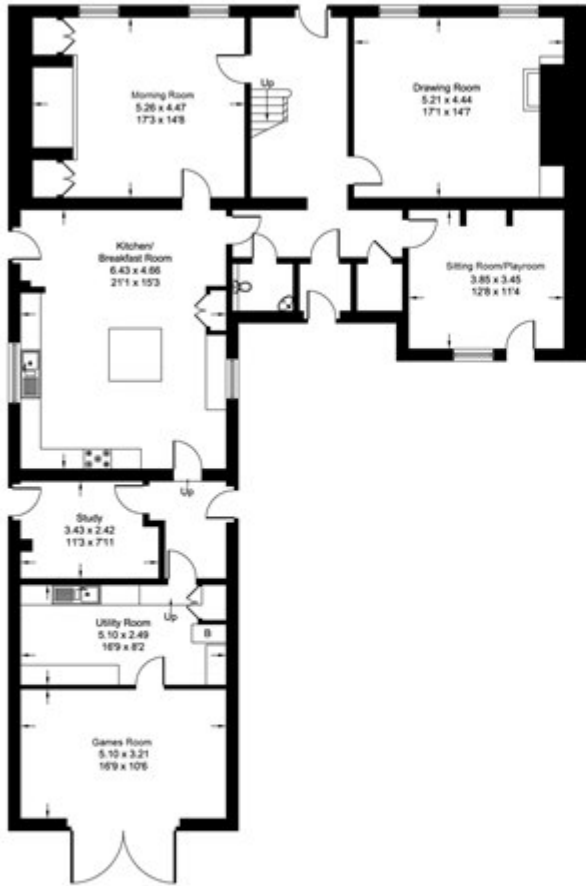 Morning Room
5.26 x 4.47
17'3 x 14'8
Up
Drawing Room
5.21 x 4.44
17'1 x 14'7
Kitchen/
Breakfast Room
6.43 x 4.66
21'1 x 15'3
Sitting Room/Playroom
3.85 x 3.45
12'8 x 11'4
Up
Study
3.43 x 2.42
11'3 x 7'11
Utility Room
5.10 x 2.49
16'9 x 8'2
Up
B
Games Room
5.10 x 3.21
16'9 x 10'6